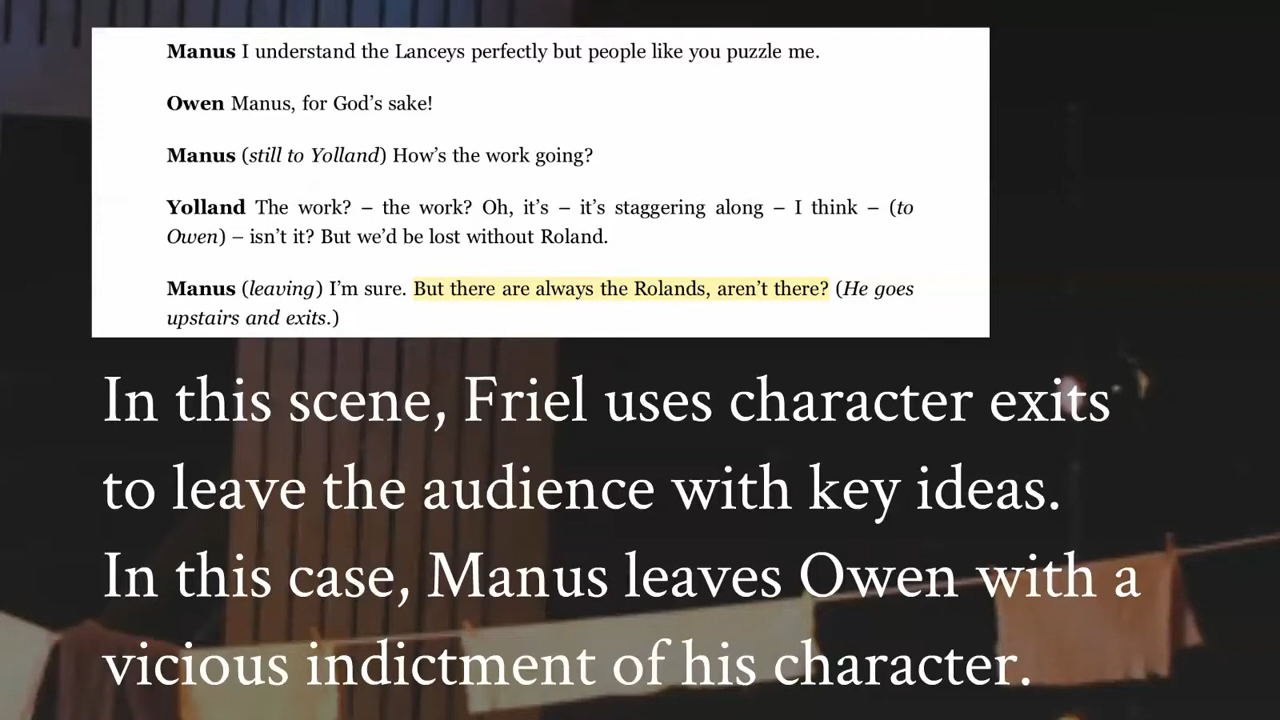 Manus I understand the Lanceys perfectly but people like you puzzle me.
Owen Manus, for God’s sake!
Manus (still to Yolland) How’s the work going?
Yolland The work? – the work? Oh, it’s – it’s staggering along – I think – (to
Owen) – isn’t it? But we’d be lost without Roland.
Manus (leaving) I’m sure. But there are always the Rolands, aren’t there? (He goes
upstairs and exits.)
In this scene, Friel uses character exits
to leave the audience with key ideas.
In this case, Manus leaves Owen with a
vicious indictment of his character.